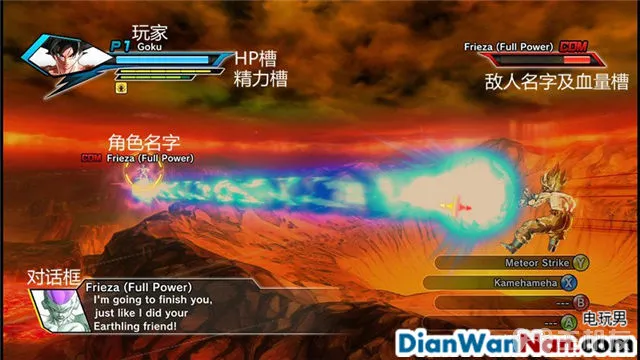 玩家
P1 Goku
HP槽
精力槽
Frieza (Full Power) COM
敌人名字及血量槽
角色名字
COM Frieza (Full Power)
Meteor Strike Y
Kamehameha X
--- B
--- A
对话框
Frieza (Full Power)
I'm going to finish you,
just like I did your
Earthling friend!
电玩男
DianWanNan.com